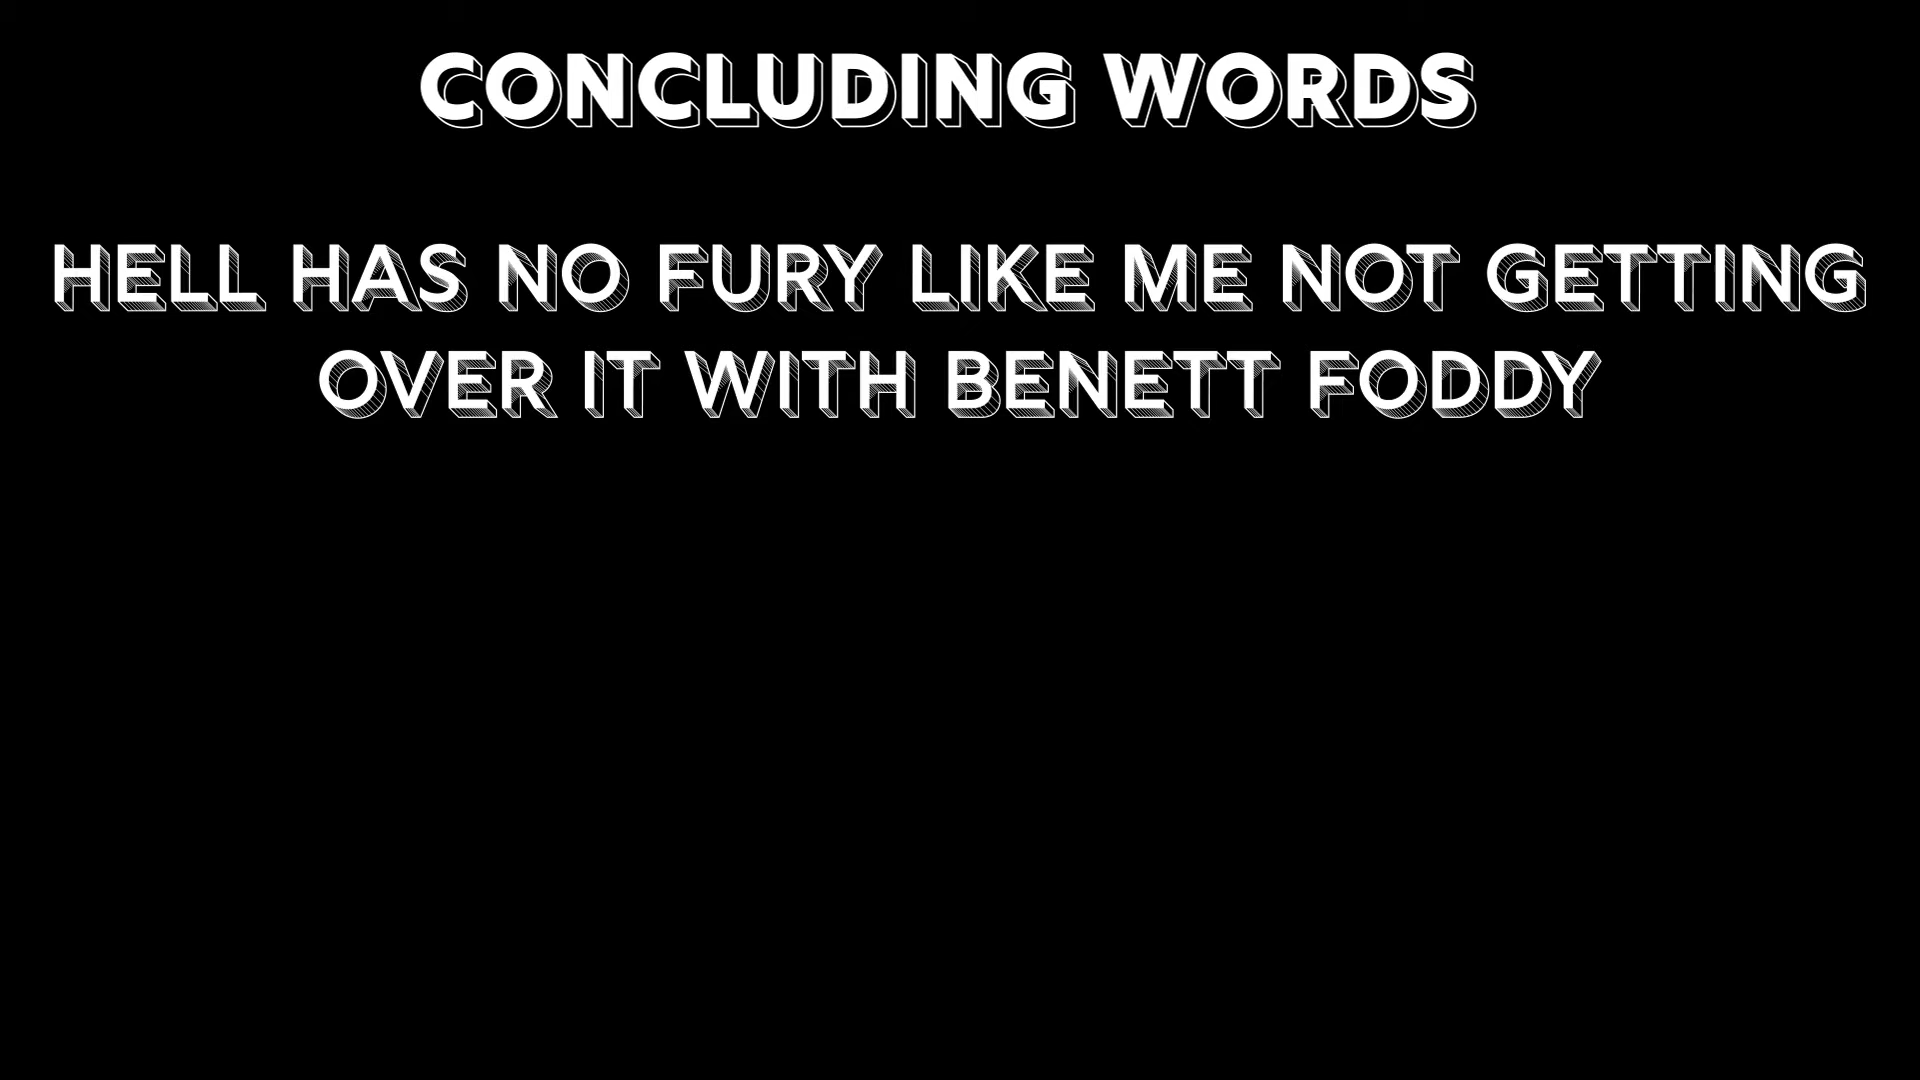 CONCLUDING WORDS
HELL HAS NO FURY LIKE ME NOT GETTING
OVER IT WITH BENETT FODDY